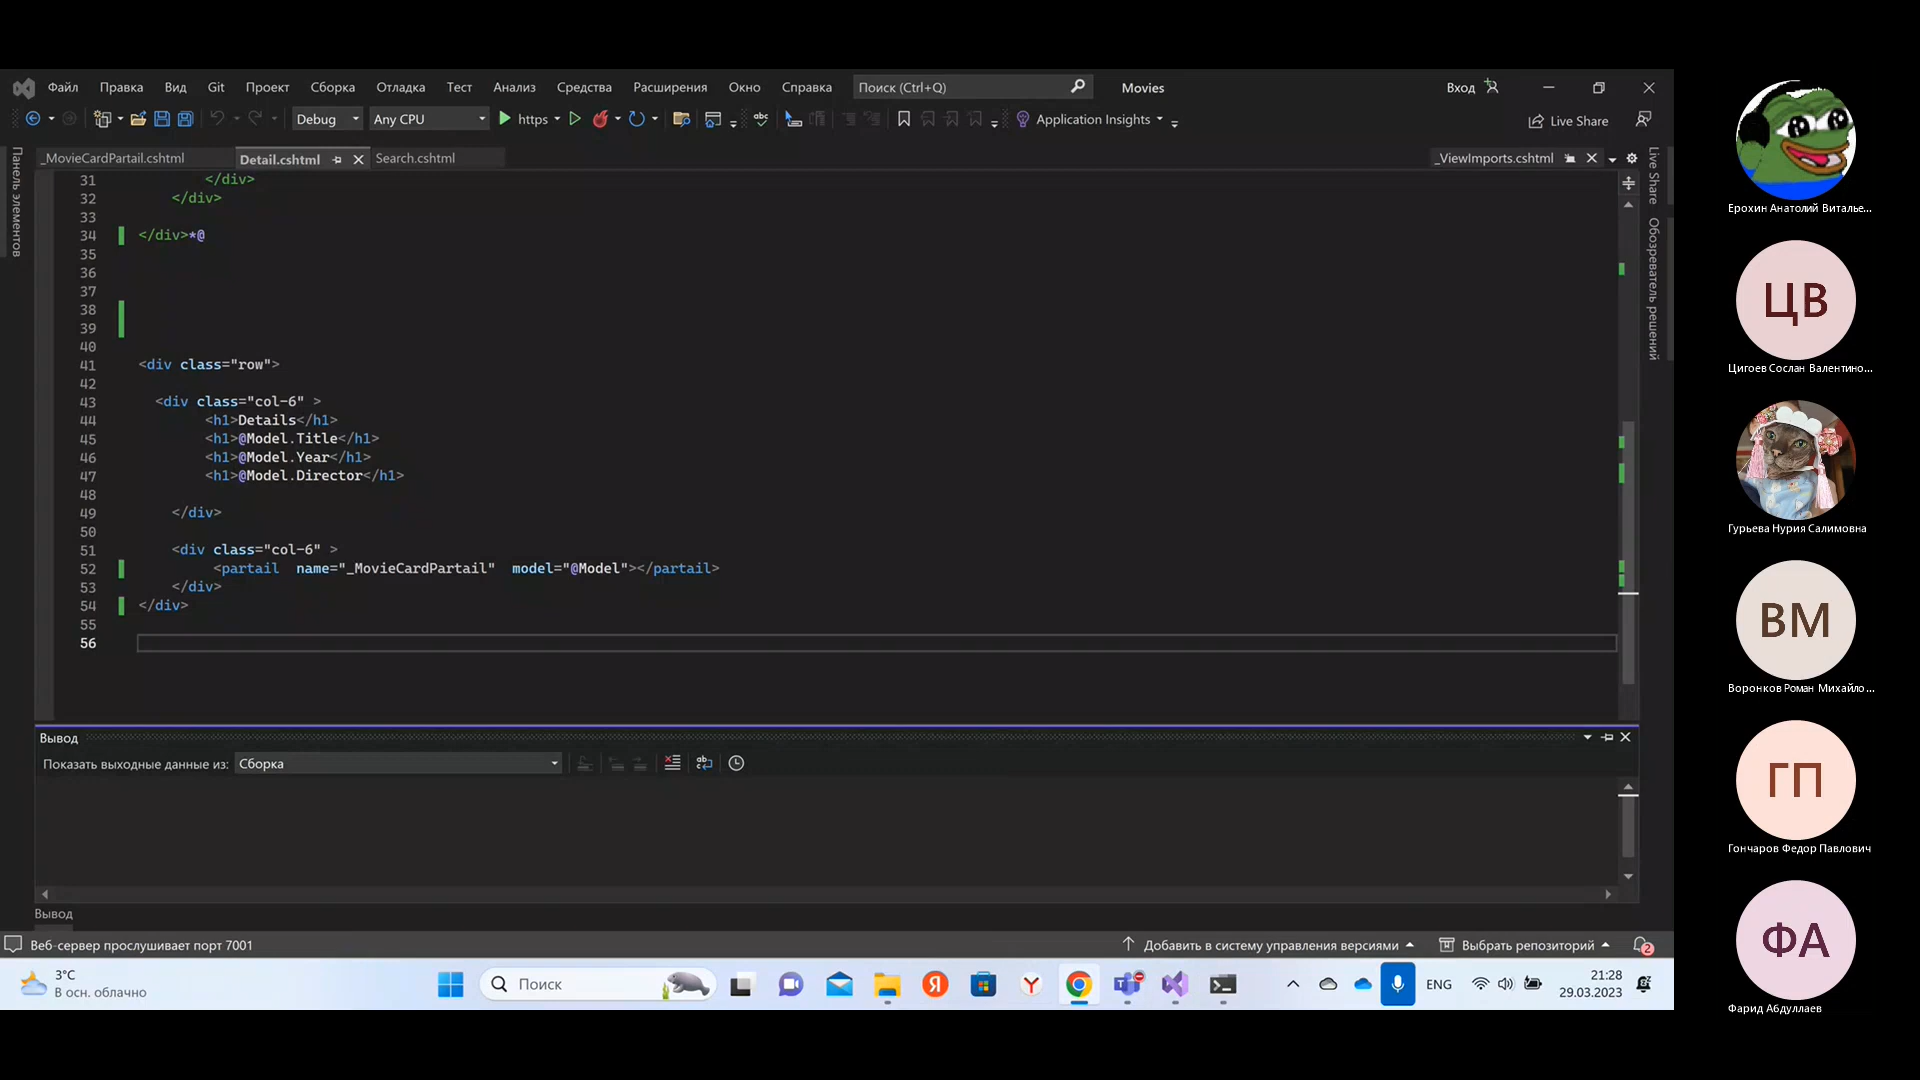 Файл Правка Вид Git Проект Сборка Отладка Тест Анализ Средства Расширения Окно Справка Поиск (Ctrl+Q) Movies Вход
Debug Any CPU https Application Insights Live Share
_MovieCardPartail.cshtml Detail.cshtml Search.cshtml _ViewImports.cshtml
Панель элементов
Live Share
Обозреватель решений
31 </div>
32 </div>
33
34 </div>*@
35
36
37
38
39
40
41 <div class="row">
42
43 <div class="col-6" >
44 <h1>Details</h1>
45 <h1>@Model.Title</h1>
46 <h1>@Model.Year</h1>
47 <h1>@Model.Director</h1>
48
49 </div>
50
51 <div class="col-6" >
52 <partail name="_MovieCardPartail" model="@Model"></partail>
53 </div>
54 </div>
55
56
Вывод
Показать выходные данные из: Сборка
Вывод
Веб-сервер прослушивает порт 7001 Добавить в систему управления версиями Выбрать репозиторий 2
3°C
В осн. облачно
Поиск
ENG
21:28
29.03.2023
Ерохин Анатолий Виталье...
ЦВ
Цигоев Сослан Валентино...
Гурьева Нурия Салимовна
ВМ
Воронков Роман Михайло...
ГП
Гончаров Федор Павлович
ФА
Фарид Абдуллаев